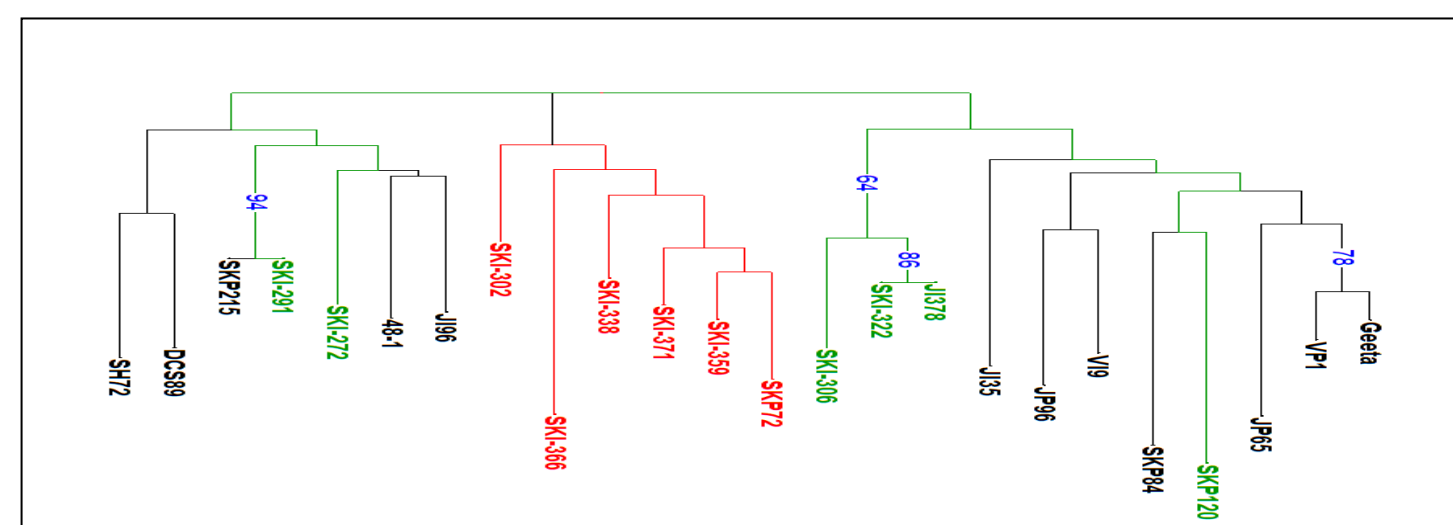 SH72
DCS89
94
SKP215
SKI-291
SKI-272
48-1
JI96
SKI-302
SKI-366
SKI-338
SKI-371
SKI-359
SKP72
64
SKI-306
86
SKI-322
JI378
JI35
JP96
VI9
SKP84
SKP120
JP65
78
VP1
Geeta